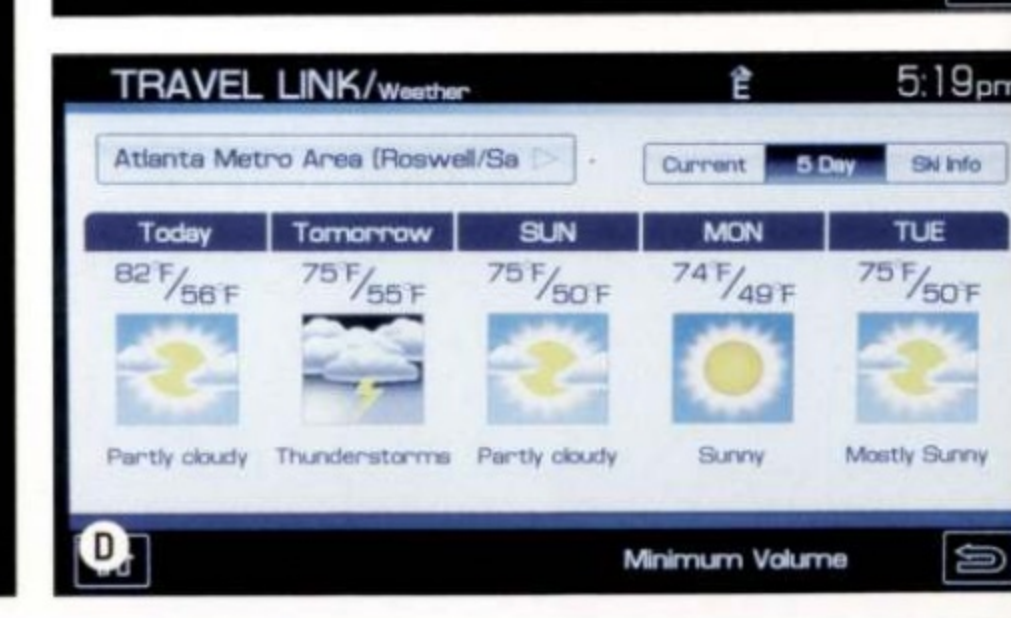 TRAVEL LINK/Weather E 5:19pm
Atlanta Metro Area (Roswell/Sa Current 5 Day Ski Info
Today Tomorrow SUN MON TUE
82°F/56°F 75°F/55°F 75°F/50°F 74°F/49°F 75°F/50°F
Partly cloudy Thunderstorms Partly cloudy Sunny Mostly Sunny
D Minimum Volume